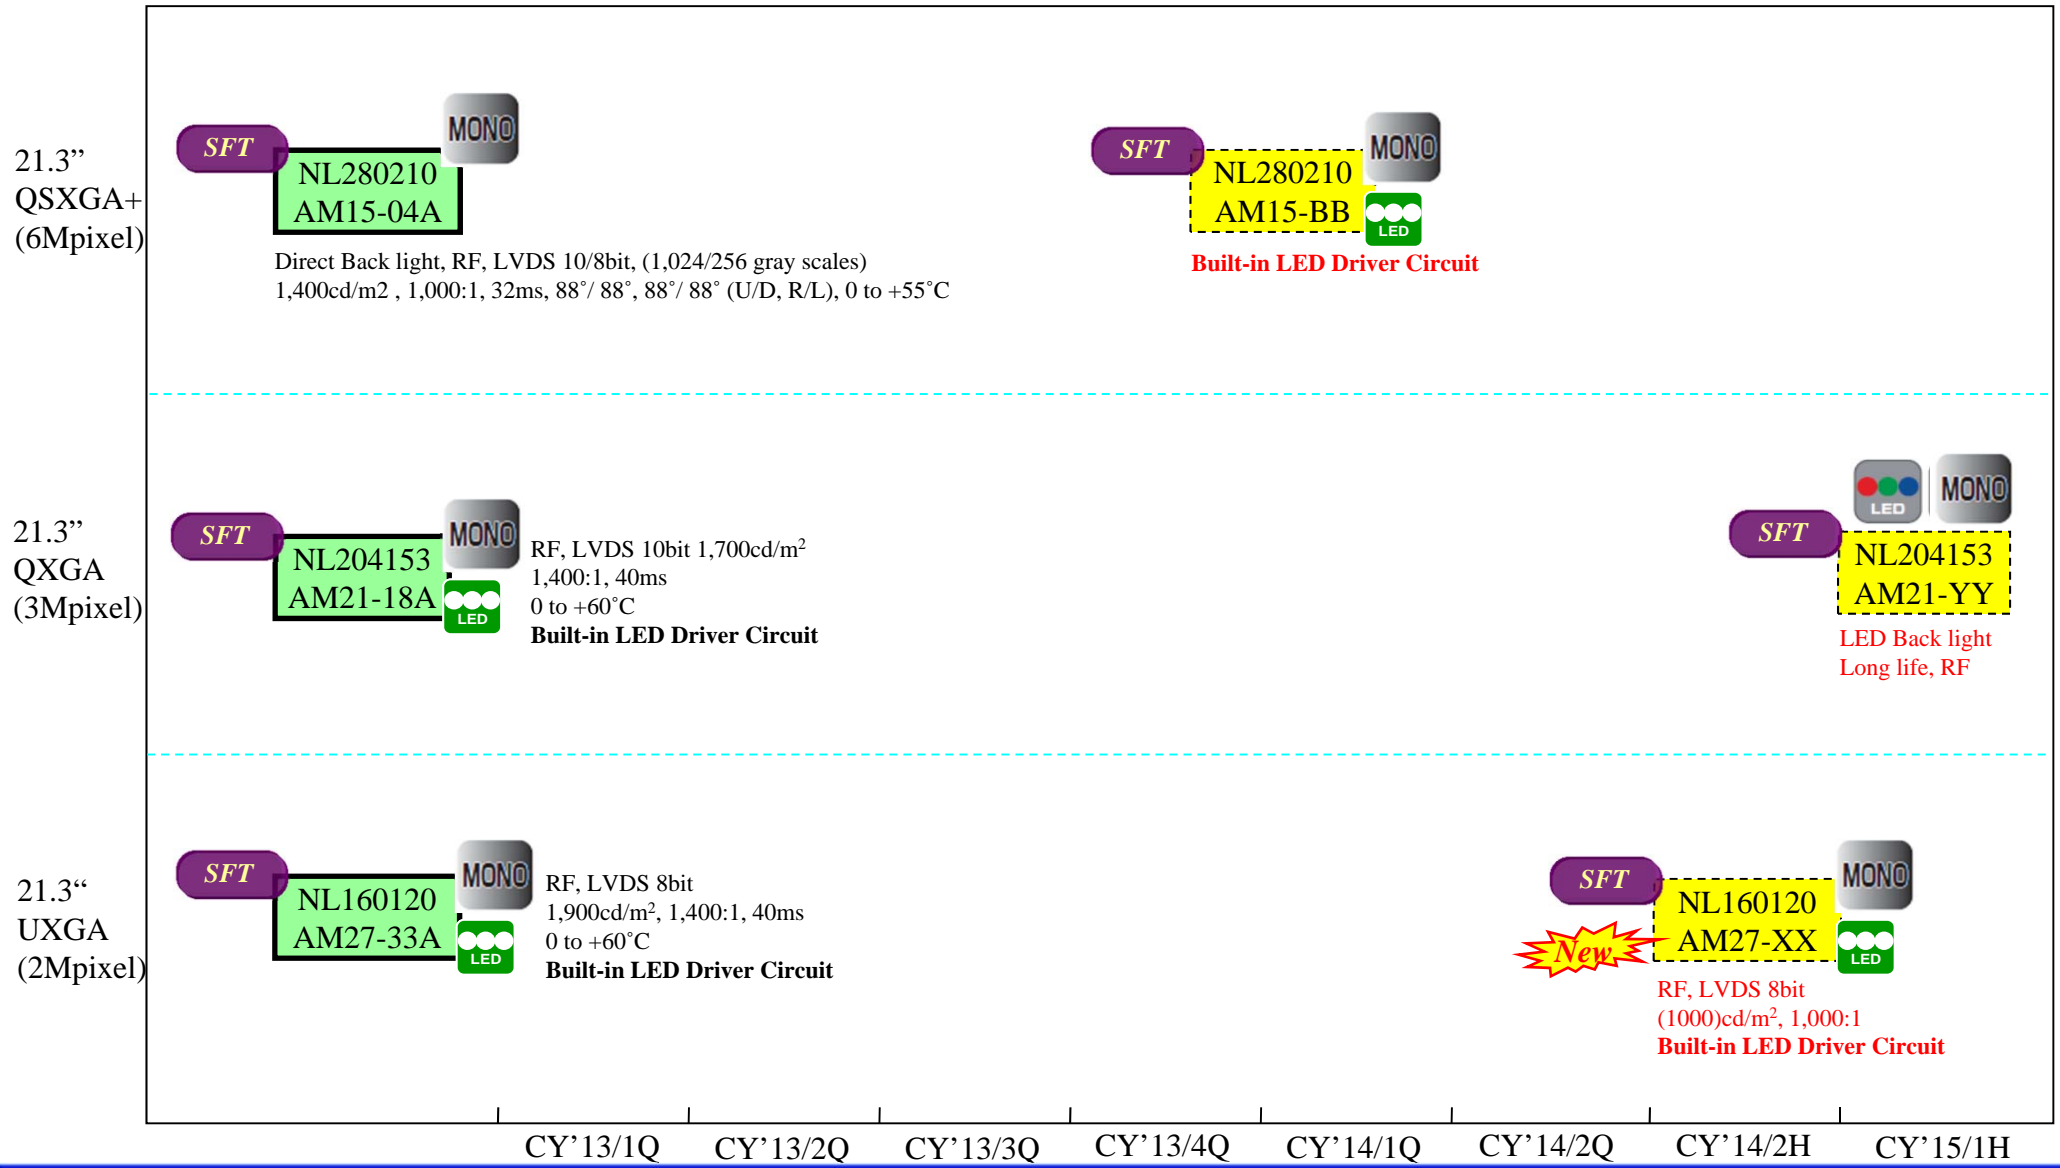 21.3”
QSXGA+
(6Mpixel)
SFT
MONO
NL280210
AM15-04A
Direct Back light, RF, LVDS 10/8bit, (1,024/256 gray scales)
1,400cd/m2 , 1,000:1, 32ms, 88˚/ 88˚, 88˚/ 88˚ (U/D, R/L), 0 to +55˚C
SFT
MONO
NL280210
AM15-BB
LED
Built-in LED Driver Circuit
21.3”
QXGA
(3Mpixel)
SFT
MONO
NL204153
AM21-18A
LED
RF, LVDS 10bit 1,700cd/m²
1,400:1, 40ms
0 to +60˚C
Built-in LED Driver Circuit
LED
MONO
SFT
NL204153
AM21-YY
LED Back light
Long life, RF
21.3“
UXGA
(2Mpixel)
SFT
MONO
NL160120
AM27-33A
LED
RF, LVDS 8bit
1,900cd/m², 1,400:1, 40ms
0 to +60˚C
Built-in LED Driver Circuit
SFT
MONO
NL160120
AM27-XX
New
LED
RF, LVDS 8bit
(1000)cd/m², 1,000:1
Built-in LED Driver Circuit
CY’13/1Q CY’13/2Q CY’13/3Q CY’13/4Q CY’14/1Q CY’14/2Q CY’14/2H CY’15/1H